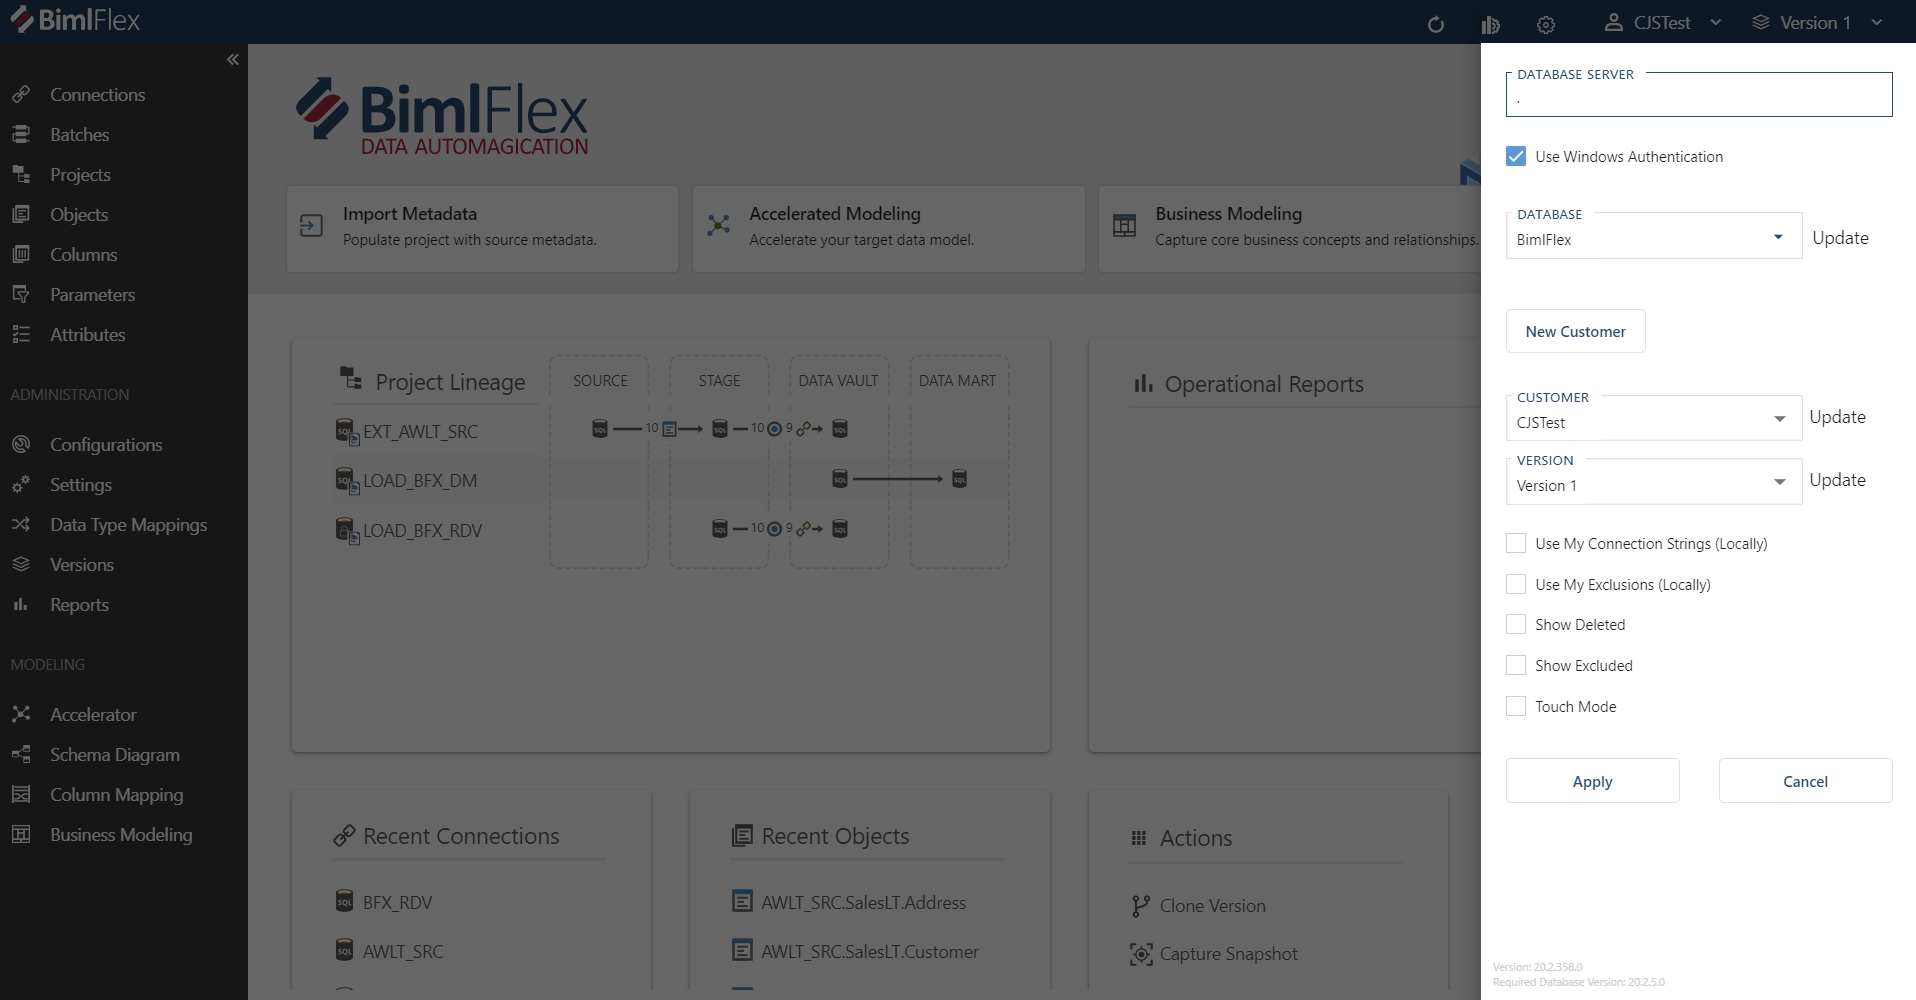 BimlFlex
CJSTest
Version 1
Connections
Batches
Projects
Objects
Columns
Parameters
Attributes
ADMINISTRATION
Configurations
Settings
Data Type Mappings
Versions
Reports
MODELING
Accelerator
Schema Diagram
Column Mapping
Business Modeling
BimlFlex
DATA AUTOMAGICATION
Import Metadata
Populate project with source metadata.
Accelerated Modeling
Accelerate your target data model.
Business Modeling
Capture core business concepts and relationships.
Project Lineage
SOURCE
STAGE
DATA VAULT
DATA MART
EXT_AWLT_SRC
10
10
9
LOAD_BFX_DM
LOAD_BFX_RDV
10
9
Operational Reports
Recent Connections
BFX_RDV
AWLT_SRC
Recent Objects
AWLT_SRC.SalesLT.Address
AWLT_SRC.SalesLT.Customer
Actions
Clone Version
Capture Snapshot
DATABASE SERVER
.
Use Windows Authentication
DATABASE
BimlFlex
Update
New Customer
CUSTOMER
CJSTest
Update
VERSION
Version 1
Update
Use My Connection Strings (Locally)
Use My Exclusions (Locally)
Show Deleted
Show Excluded
Touch Mode
Apply
Cancel
Version: 20.2.358.0
Required Database Version: 20.2.5.0